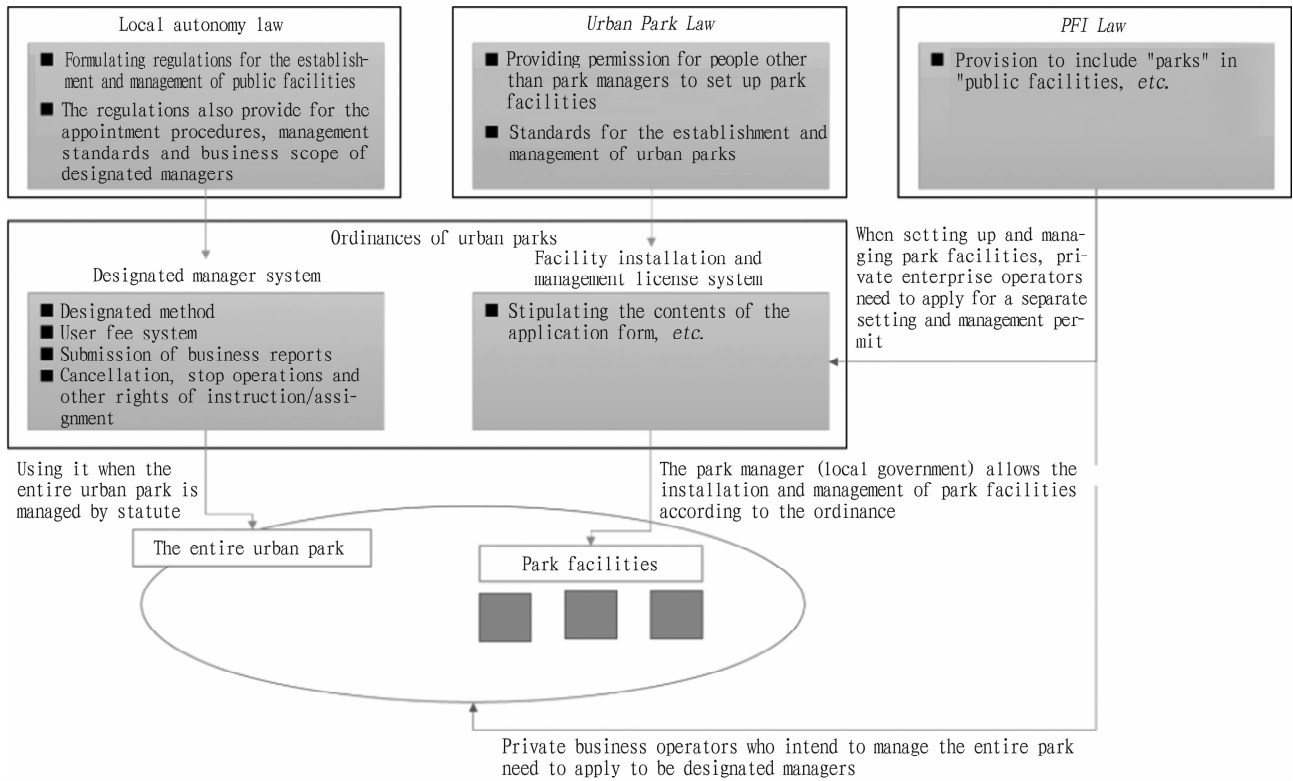 Local autonomy law
■ Formulating regulations for the establish-
ment and management of public facilities
■ The regulations also provide for the
appointment procedures, management
standards and business scope of
designated managers
Urban Park Law
■ Providing permission for people other
than park managers to set up park
facilities
■ Standards for the establishment and
management of urban parks
PFI Law
■ Provision to include "parks" in
"public facilities, etc.
Ordinances of urban parks
Designated manager system
■ Designated method
■ User fee system
■ Submission of business reports
■ Cancellation, stop operations and
other rights of instruction/assi-
gnment
Facility installation and
management license system
■ Stipulating the contents of the
application form, etc.
When setting up and mana-
ging park facilities, pri-
vate enterprise operators
need to apply for a separate
setting and management per-
mit
Using it when the
entire urban park is
managed by statute
The park manager (local government) allows the
installation and management of park facilities
according to the ordinance
The entire urban park
Park facilities
Private business operators who intend to manage the entire park
need to apply to be designated managers